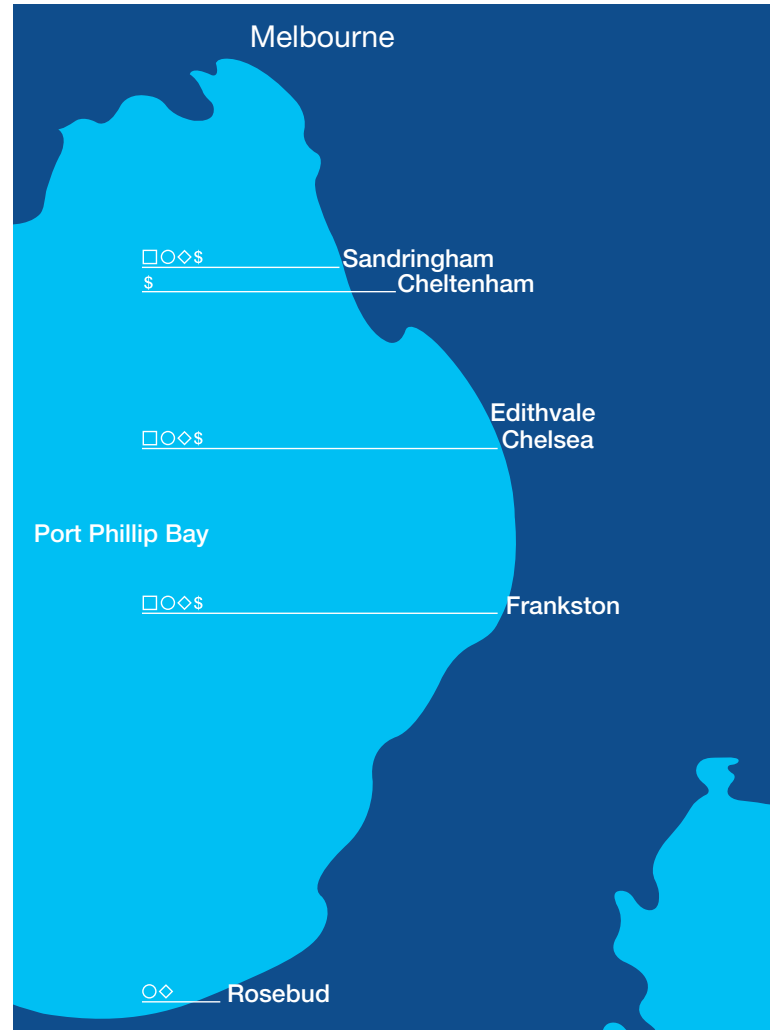 Melbourne
□○◇$ Sandringham
$ Cheltenham
Edithvale
□○◇$ Chelsea
Port Phillip Bay
□○◇$ Frankston
○◇ Rosebud